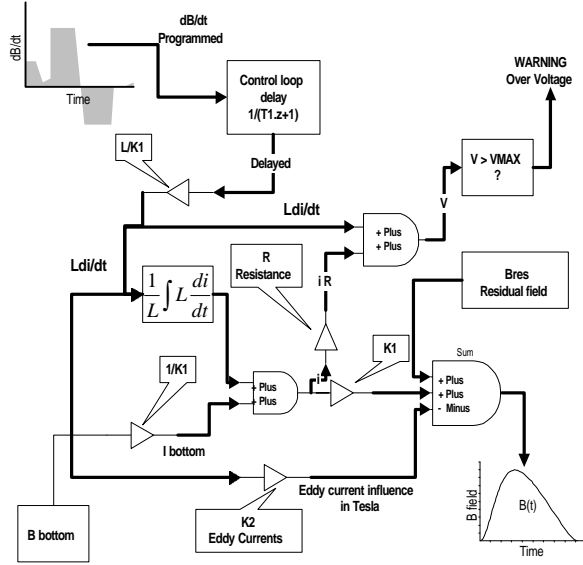 dB/dt
Programmed
dB/dt
Time
Control loop
delay
1/(T1.z+1)
WARNING
Over Voltage
Delayed
V > VMAX
?
L/K1
V
Ldi/dt
+ Plus
+ Plus
Ldi/dt
R
Resistance
i R
Bres
Residual field
1/L ∫ L di/dt
K1
Sum
1/K1
+ Plus
+ Plus
i
+ Plus
+ Plus
- Minus
I bottom
Eddy current influence
in Tesla
K2
Eddy Currents
B bottom
B field
B(t)
Time